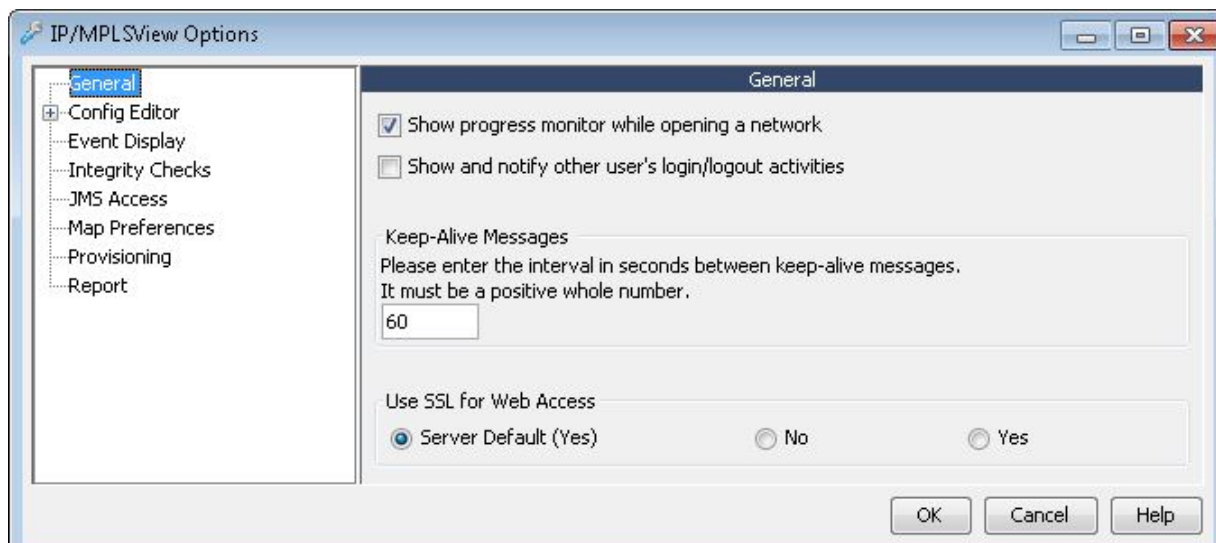 IP/MPLSView Options
General
Config Editor
Event Display
Integrity Checks
JMS Access
Map Preferences
Provisioning
Report
General
Show progress monitor while opening a network
Show and notify other user's login/logout activities
Keep-Alive Messages
Please enter the interval in seconds between keep-alive messages.
It must be a positive whole number.
60
Use SSL for Web Access
Server Default (Yes) No Yes
OK Cancel Help